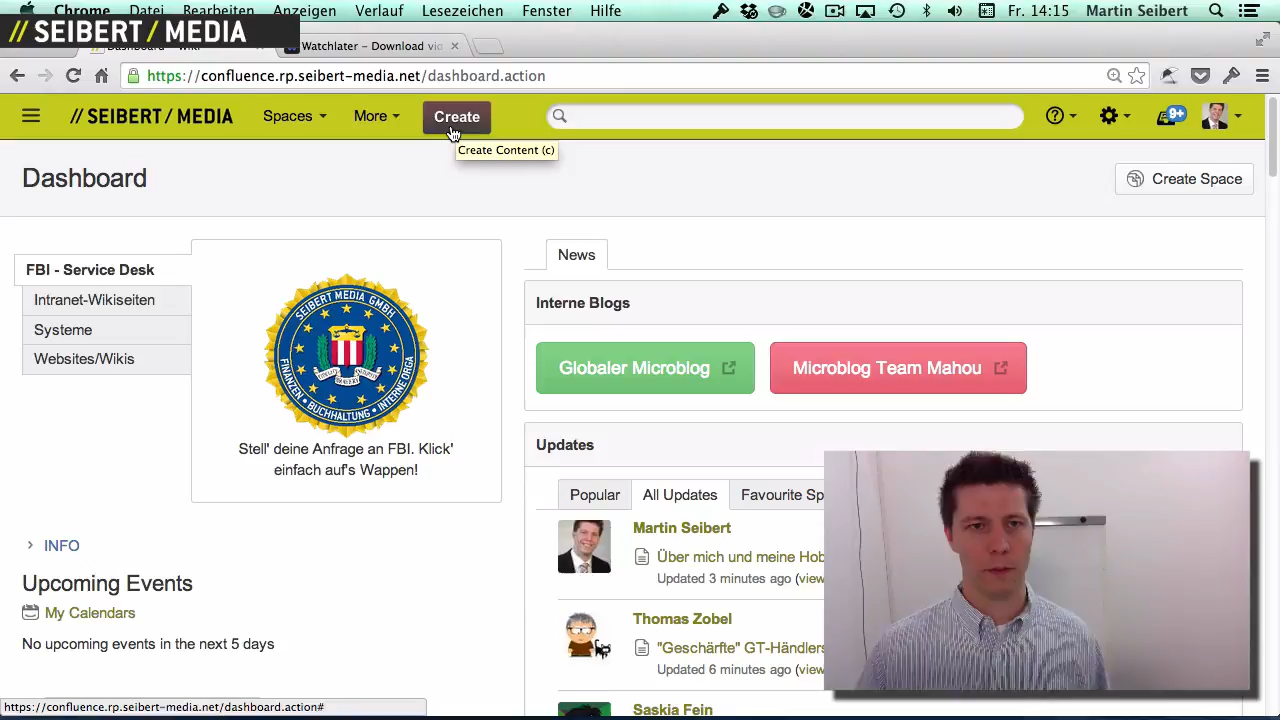 Chrome Datei Bearbeiten Anzeigen Verlauf Lesezeichen Fenster Hilfe Fr. 14:15 Martin Seibert
// SEIBERT / MEDIA
Watchlater – Download via
https://confluence.rp.seibert-media.net/dashboard.action
// SEIBERT / MEDIA Spaces More Create 9+
Create Content (c)
Dashboard
Create Space
FBI - Service Desk
Intranet-Wikiseiten
Systeme
Websites/Wikis
SEIBERT MEDIA GMBH
FINANZEN · BUCHHALTUNG · INTERNE ORGA
Stell' deine Anfrage an FBI. Klick'
einfach auf's Wappen!
INFO
Upcoming Events
My Calendars
No upcoming events in the next 5 days
News
Interne Blogs
Globaler Microblog
Microblog Team Mahou
Updates
Popular All Updates Favourite Sp
Martin Seibert
Über mich und meine Hob
Updated 3 minutes ago (view
Thomas Zobel
"Geschäfte" GT-Händlers
Updated 6 minutes ago (view
Saskia Fein
https://confluence.rp.seibert-media.net/dashboard.action#